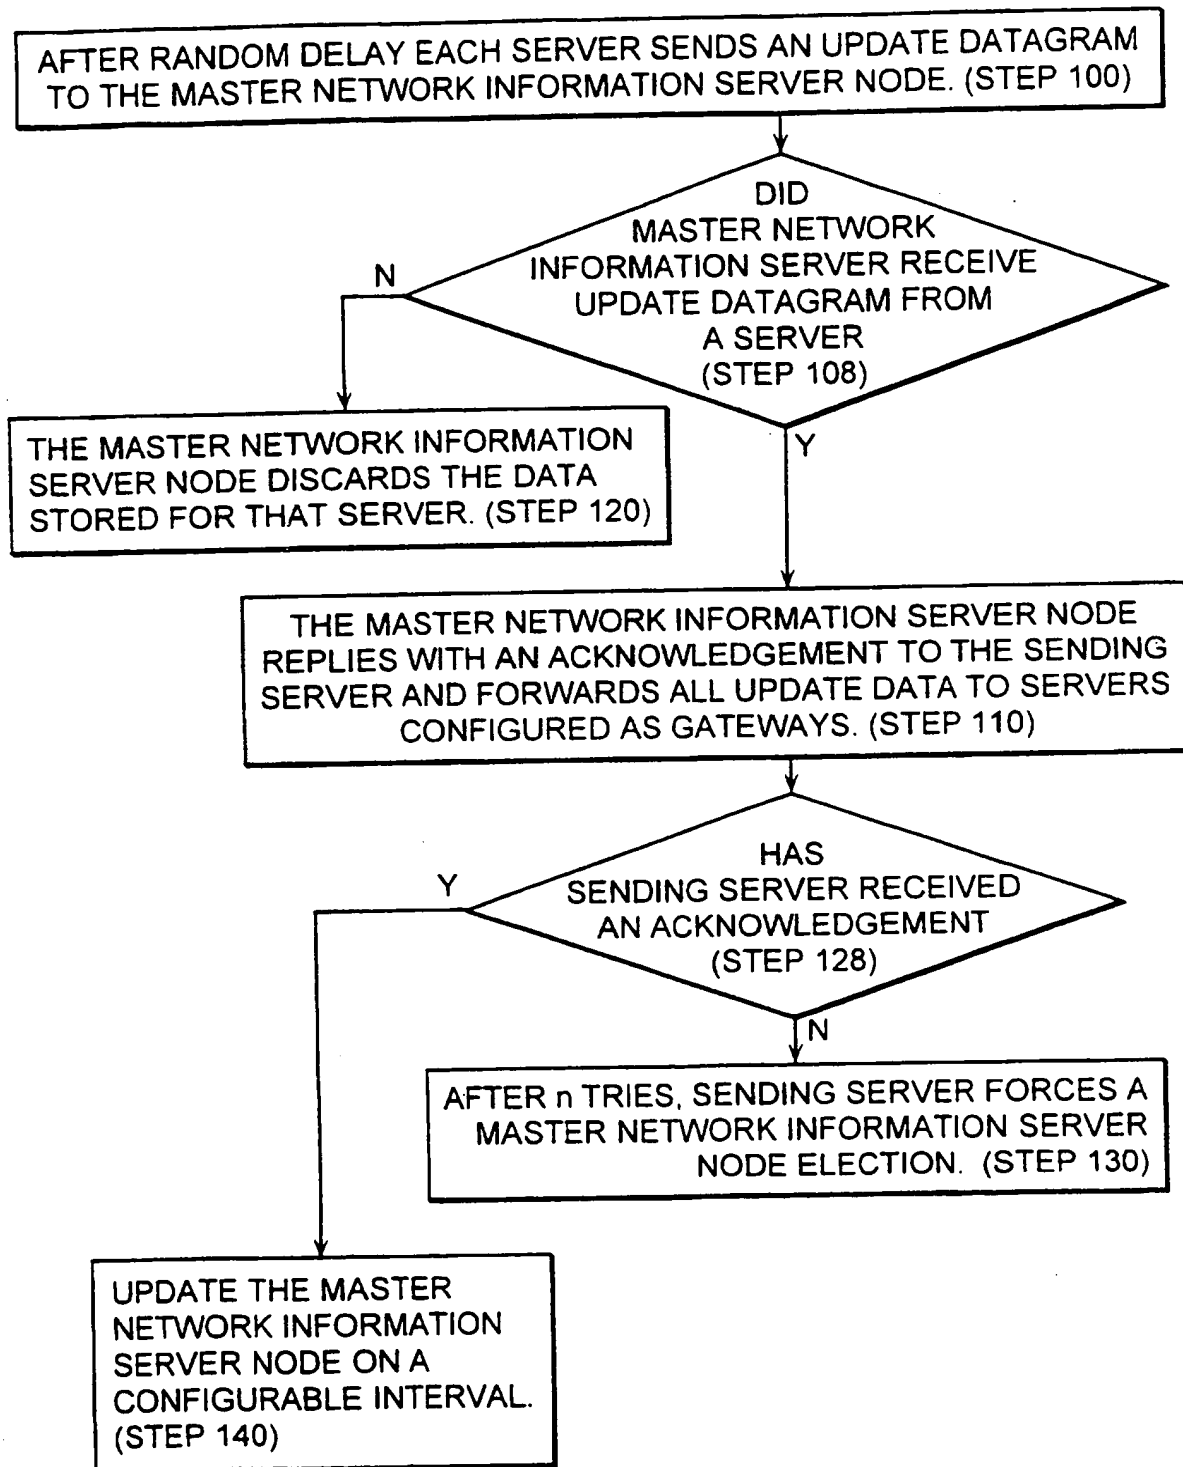 AFTER RANDOM DELAY EACH SERVER SENDS AN UPDATE DATAGRAM
TO THE MASTER NETWORK INFORMATION SERVER NODE. (STEP 100)
DID
MASTER NETWORK
INFORMATION SERVER RECEIVE
UPDATE DATAGRAM FROM
A SERVER
(STEP 108)
N
Y
THE MASTER NETWORK INFORMATION
SERVER NODE DISCARDS THE DATA
STORED FOR THAT SERVER. (STEP 120)
THE MASTER NETWORK INFORMATION SERVER NODE
REPLIES WITH AN ACKNOWLEDGEMENT TO THE SENDING
SERVER AND FORWARDS ALL UPDATE DATA TO SERVERS
CONFIGURED AS GATEWAYS. (STEP 110)
HAS
SENDING SERVER RECEIVED
AN ACKNOWLEDGEMENT
(STEP 128)
Y
N
AFTER n TRIES, SENDING SERVER FORCES A
MASTER NETWORK INFORMATION SERVER
NODE ELECTION. (STEP 130)
UPDATE THE MASTER
NETWORK INFORMATION
SERVER NODE ON A
CONFIGURABLE INTERVAL.
(STEP 140)